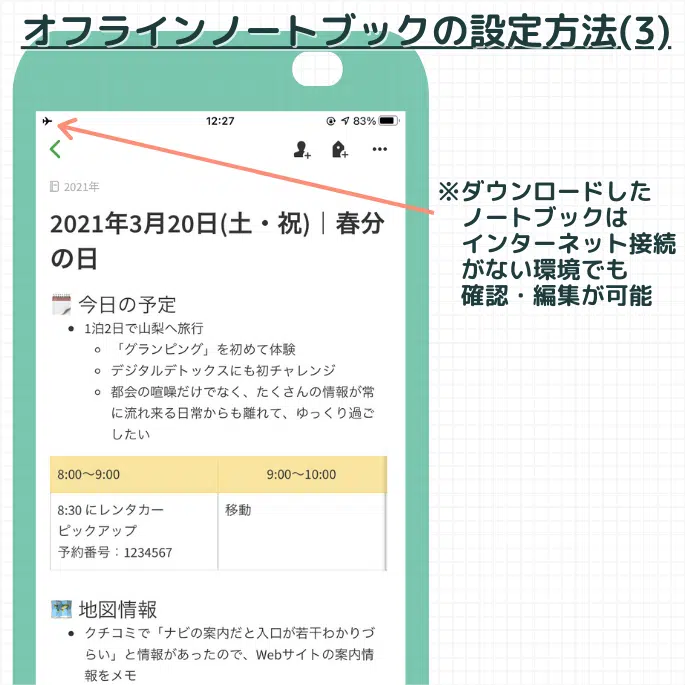 オフラインノートブックの設定方法(3)
12:27
83%
2021年
2021年3月20日(土・祝)｜春分
の日
今日の予定
1泊2日で山梨へ旅行
「グランピング」を初めて体験
デジタルデトックスにも初チャレンジ
都会の喧噪だけでなく、たくさんの情報が常
に流れ来る日常からも離れて、ゆっくり過ご
したい
8:00〜9:00
9:00〜10:00
8:30 にレンタカー
ピックアップ
予約番号：1234567
移動
地図情報
クチコミで「ナビの案内だと入口が若干わかりづ
らい」と情報があったので、Webサイトの案内情
報をメモ
※ダウンロードした
ノートブックは
インターネット接続
がない環境でも
確認・編集が可能